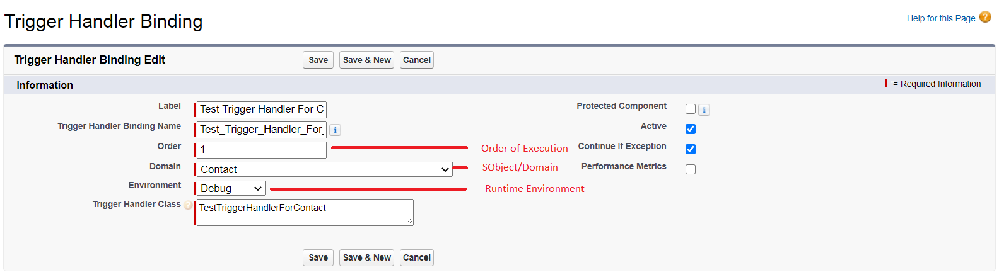 Trigger Handler Binding
Help for this Page ?
Trigger Handler Binding Edit
Save Save & New Cancel
Information
= Required Information
Label Test Trigger Handler For C
Protected Component i
Trigger Handler Binding Name Test_Trigger_Handler_For_ i
Active
Order 1 Order of Execution
Continue If Exception
Domain Contact SObject/Domain
Performance Metrics
Environment Debug Runtime Environment
Trigger Handler Class ? TestTriggerHandlerForContact
Save Save & New Cancel